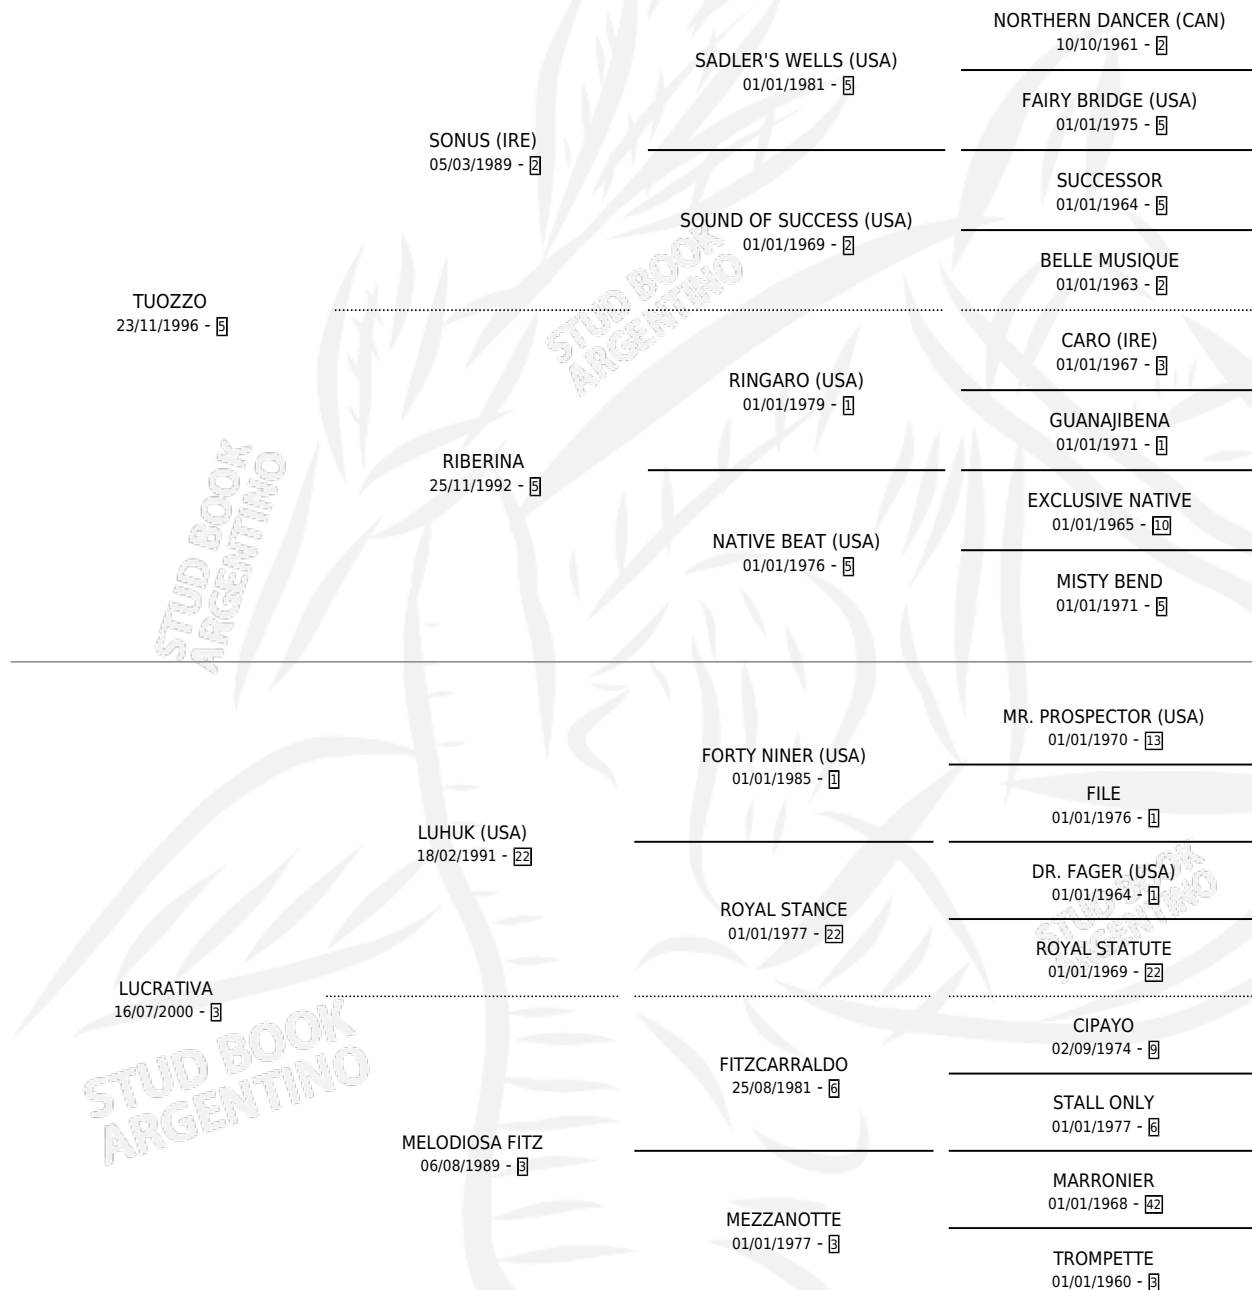 NORTHERN DANCER (CAN)
10/10/1961 - 2
SADLER'S WELLS (USA)
01/01/1981 - 5
FAIRY BRIDGE (USA)
01/01/1975 - 5
SONUS (IRE)
05/03/1989 - 2
SUCCESSOR
01/01/1964 - 5
SOUND OF SUCCESS (USA)
01/01/1969 - 2
BELLE MUSIQUE
01/01/1963 - 2
TUOZZO
23/11/1996 - 5
CARO (IRE)
01/01/1967 - 3
RINGARO (USA)
01/01/1979 - 1
GUANAJIBENA
01/01/1971 - 1
RIBERINA
25/11/1992 - 5
EXCLUSIVE NATIVE
01/01/1965 - 10
NATIVE BEAT (USA)
01/01/1976 - 5
MISTY BEND
01/01/1971 - 5
MR. PROSPECTOR (USA)
01/01/1970 - 13
FORTY NINER (USA)
01/01/1985 - 1
FILE
01/01/1976 - 1
LUHUK (USA)
18/02/1991 - 22
DR. FAGER (USA)
01/01/1964 - 1
ROYAL STANCE
01/01/1977 - 22
ROYAL STATUTE
01/01/1969 - 22
LUCRATIVA
16/07/2000 - 3
CIPAYO
02/09/1974 - 9
FITZCARRALDO
25/08/1981 - 6
STALL ONLY
01/01/1977 - 6
MELODIOSA FITZ
06/08/1989 - 3
MARRONIER
01/01/1968 - 42
MEZZANOTTE
01/01/1977 - 3
TROMPETTE
01/01/1960 - 3
STUD BOOK
ARGENTINO
STUD BOOK
ARGENTINO
STUD BOOK
ARGENTINO
STUD BOOK
ARGENTINO